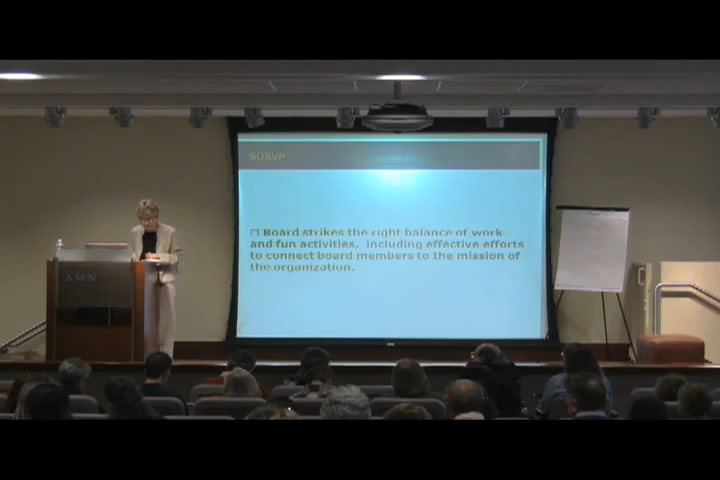 SDSVP
❐ Board strikes the right balance of work
and fun activities, including effective efforts
to connect board members to the mission of
the organization.
AMN